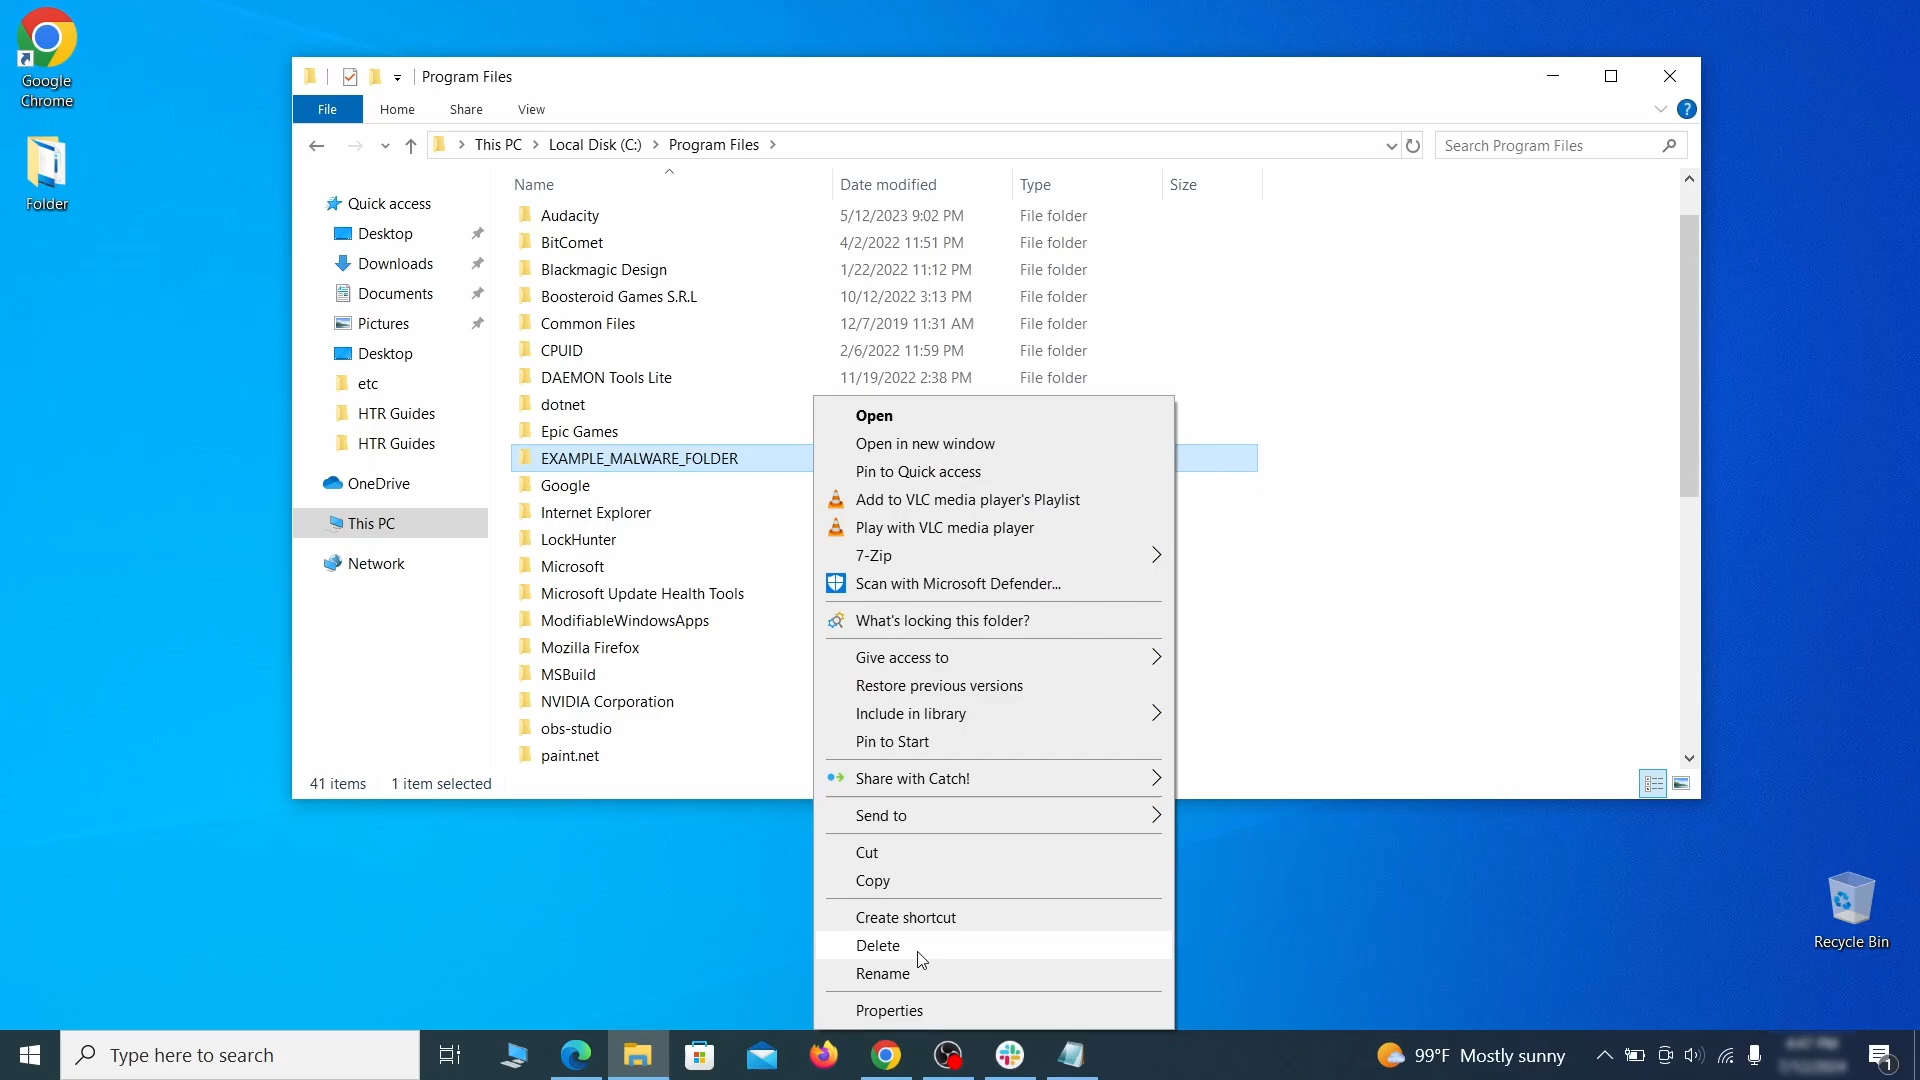 Google
Chrome
Folder
Program Files
File
Home
Share
View
This PC
Local Disk (C:)
Program Files
Search Program Files
Name
Date modified
Type
Size
Quick access
Desktop
Downloads
Documents
Pictures
Desktop
etc
HTR Guides
HTR Guides
OneDrive
This PC
Network
Audacity 5/12/2023 9:02 PM File folder
BitComet 4/2/2022 11:51 PM File folder
Blackmagic Design 1/22/2022 11:12 PM File folder
Boosteroid Games S.R.L 10/12/2022 3:13 PM File folder
Common Files 12/7/2019 11:31 AM File folder
CPUID 2/6/2022 11:59 PM File folder
DAEMON Tools Lite 11/19/2022 2:38 PM File folder
dotnet
Epic Games
EXAMPLE_MALWARE_FOLDER
Google
Internet Explorer
LockHunter
Microsoft
Microsoft Update Health Tools
ModifiableWindowsApps
Mozilla Firefox
MSBuild
NVIDIA Corporation
obs-studio
paint.net
41 items 1 item selected
Open
Open in new window
Pin to Quick access
Add to VLC media player's Playlist
Play with VLC media player
7-Zip
Scan with Microsoft Defender...
What's locking this folder?
Give access to
Restore previous versions
Include in library
Pin to Start
Share with Catch!
Send to
Cut
Copy
Create shortcut
Delete
Rename
Properties
Recycle Bin
Type here to search
99°F Mostly sunny
1